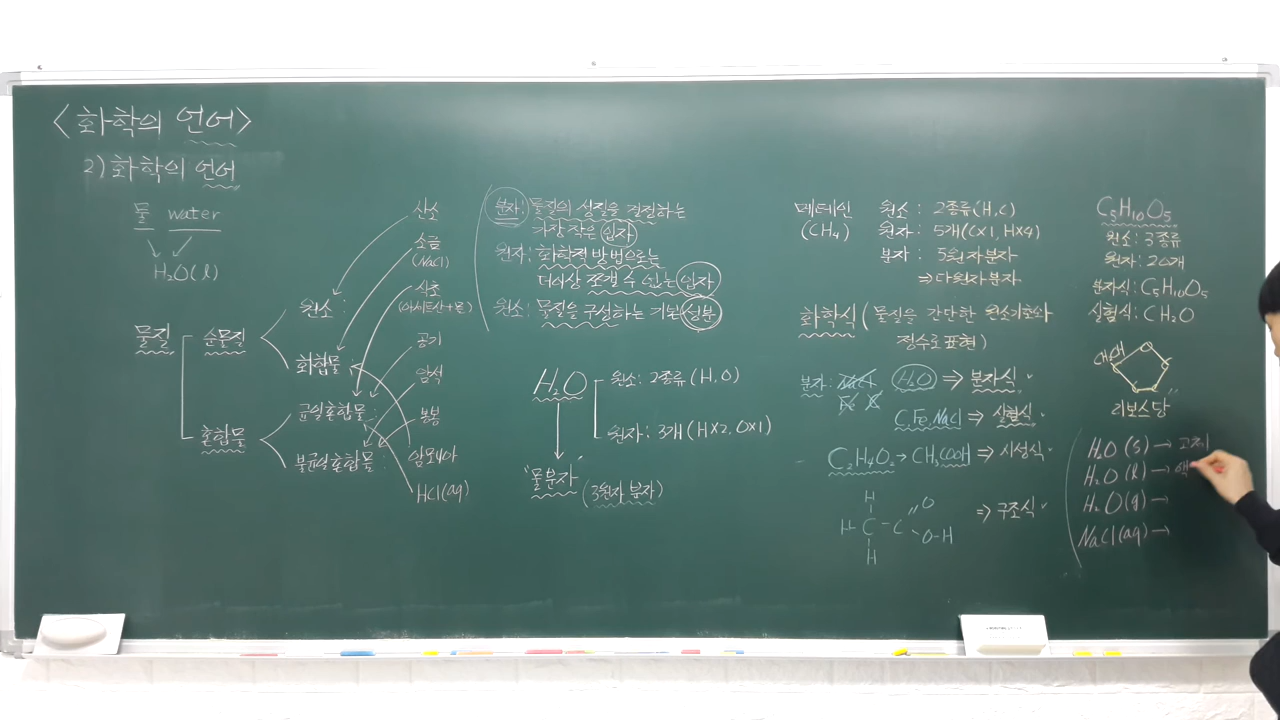 <화학의 언어>
2) 화학의 언어
물 water
H₂O(l)
물질
순물질
혼합물
원소 :
화합물 :
균일혼합물 :
불균일혼합물 :
산소
소금
(NaCl)
식초
(아세트산+물)
공기
암석
암모니아
HCl(aq)
분자: 물질의 성질을 결정하는
가장 작은 입자
원자: 화학적 방법으로는
더이상 쪼갤 수 없는 입자
원소: 물질을 구성하는 기본 성분
H₂O
원소: 2종류(H, O)
원자: 3개(H×2, O×1)
"물분자"
(3원자 분자)
메테인
(CH₄)
원소 : 2종류(H,C)
원자 : 5개(C×1, H×4)
분자 : 5원자분자
⇒다원자분자
화학식 (물질을 간단한 원소기호와
정수로 표현)
분자: NaCl H₂O ⇒ 분자식
Fe
C, Fe, NaCl ⇒ 실험식
C₂H₄O₂ → CH₃COOH ⇒ 시성식
H
H-C-C
O
O-H
H
⇒ 구조식
C₅H₁₀O₅
원소: 3종류
원자: 20개
분자식: C₅H₁₀O₅
실험식: CH₂O
리보스당
H₂O (s) → 고체
H₂O (l) → 액
H₂O(g) →
NaCl(aq) →